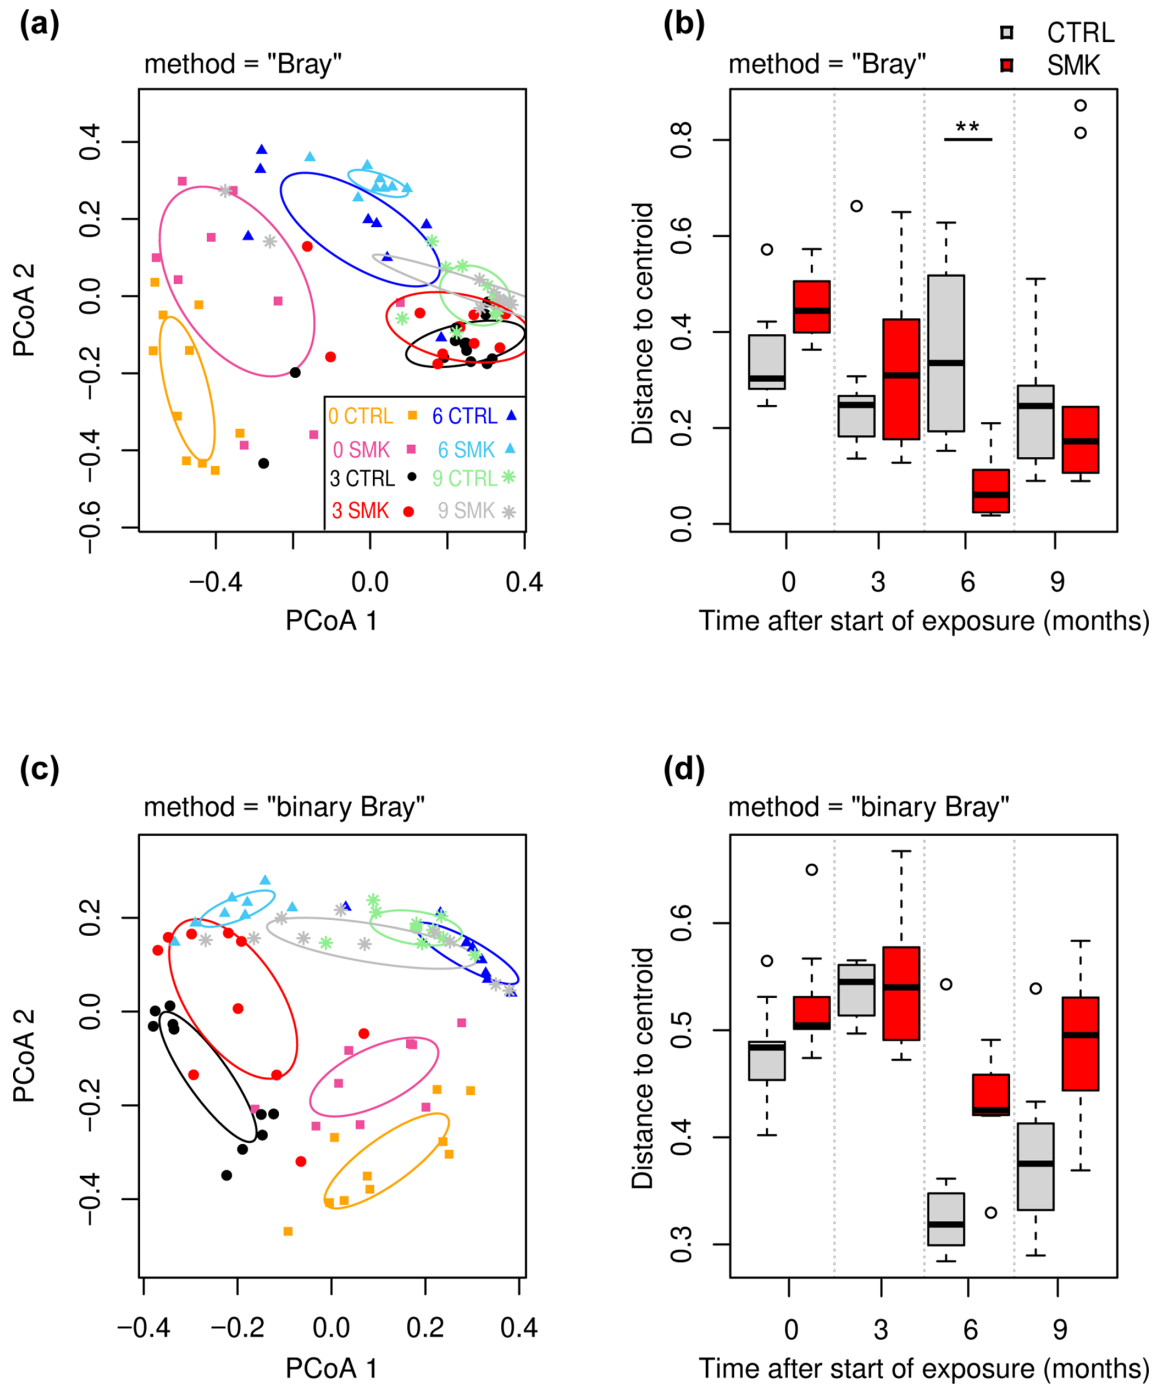 (a)
method = "Bray"
0.4
0.2
0.0
−0.2
−0.4
−0.6
PCoA 2
0 CTRL
6 CTRL
0 SMK
6 SMK
3 CTRL
9 CTRL
3 SMK
9 SMK
−0.4
0.0
0.4
PCoA 1
(b)
CTRL
SMK
method = "Bray"
0.8
0.6
0.4
0.2
0.0
Distance to centroid
**
0
3
6
9
Time after start of exposure (months)
(c)
method = "binary Bray"
0.2
0.0
−0.2
−0.4
PCoA 2
−0.4
−0.2
0.0
0.2
0.4
PCoA 1
(d)
method = "binary Bray"
0.6
0.5
0.4
0.3
Distance to centroid
0
3
6
9
Time after start of exposure (months)